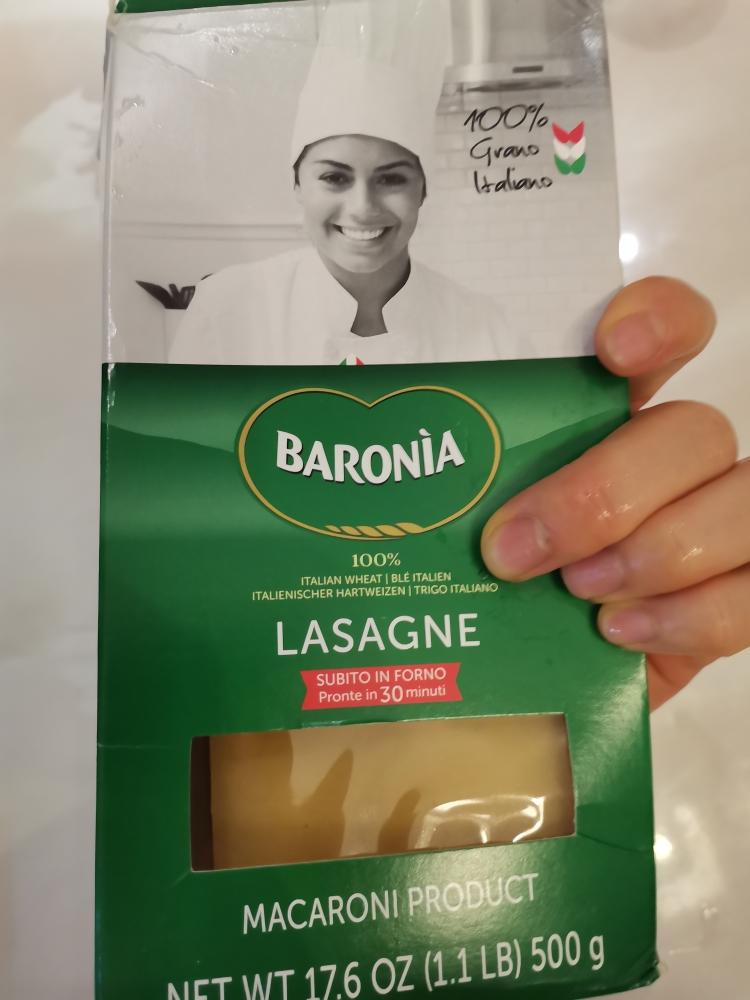 100%
Grano
Italiano
BARONÌA
100%
ITALIAN WHEAT | BLÉ ITALIEN
ITALIENISCHER HARTWEIZEN | TRIGO ITALIANO
LASAGNE
SUBITO IN FORNO
Pronte in 30 minuti
MACARONI PRODUCT
NET WT 17.6 OZ (1.1 LB) 500 g